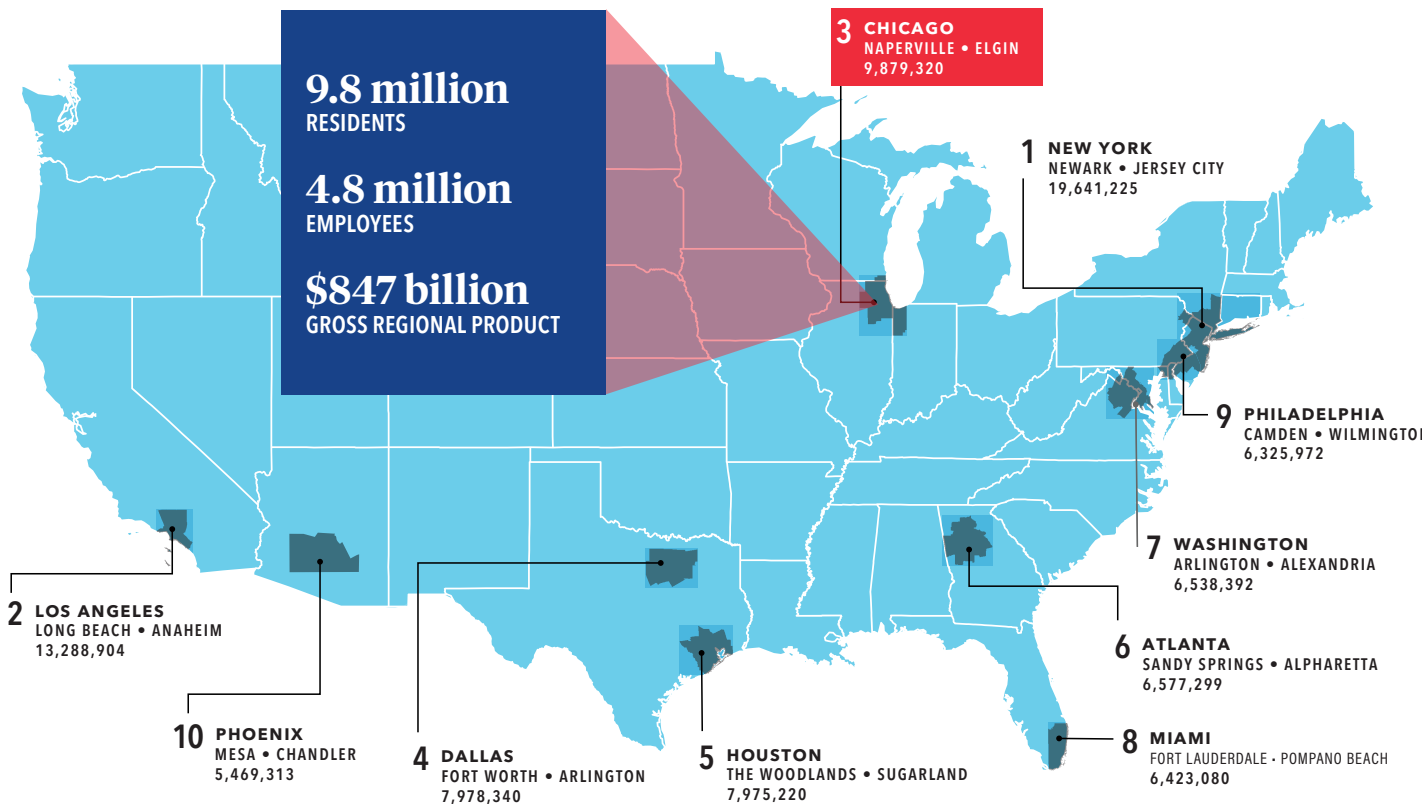 9.8 million
RESIDENTS
4.8 million
EMPLOYEES
$847 billion
GROSS REGIONAL PRODUCT
3 CHICAGO
NAPERVILLE • ELGIN
9,879,320
1 NEW YORK
NEWARK • JERSEY CITY
19,641,225
9 PHILADELPHIA
CAMDEN • WILMINGTON
6,325,972
7 WASHINGTON
ARLINGTON • ALEXANDRIA
6,538,392
2 LOS ANGELES
LONG BEACH • ANAHEIM
13,288,904
6 ATLANTA
SANDY SPRINGS • ALPHARETTA
6,577,299
10 PHOENIX
MESA • CHANDLER
5,469,313
4 DALLAS
FORT WORTH • ARLINGTON
7,978,340
5 HOUSTON
THE WOODLANDS • SUGARLAND
7,975,220
8 MIAMI
FORT LAUDERDALE • POMPANO BEACH
6,423,080